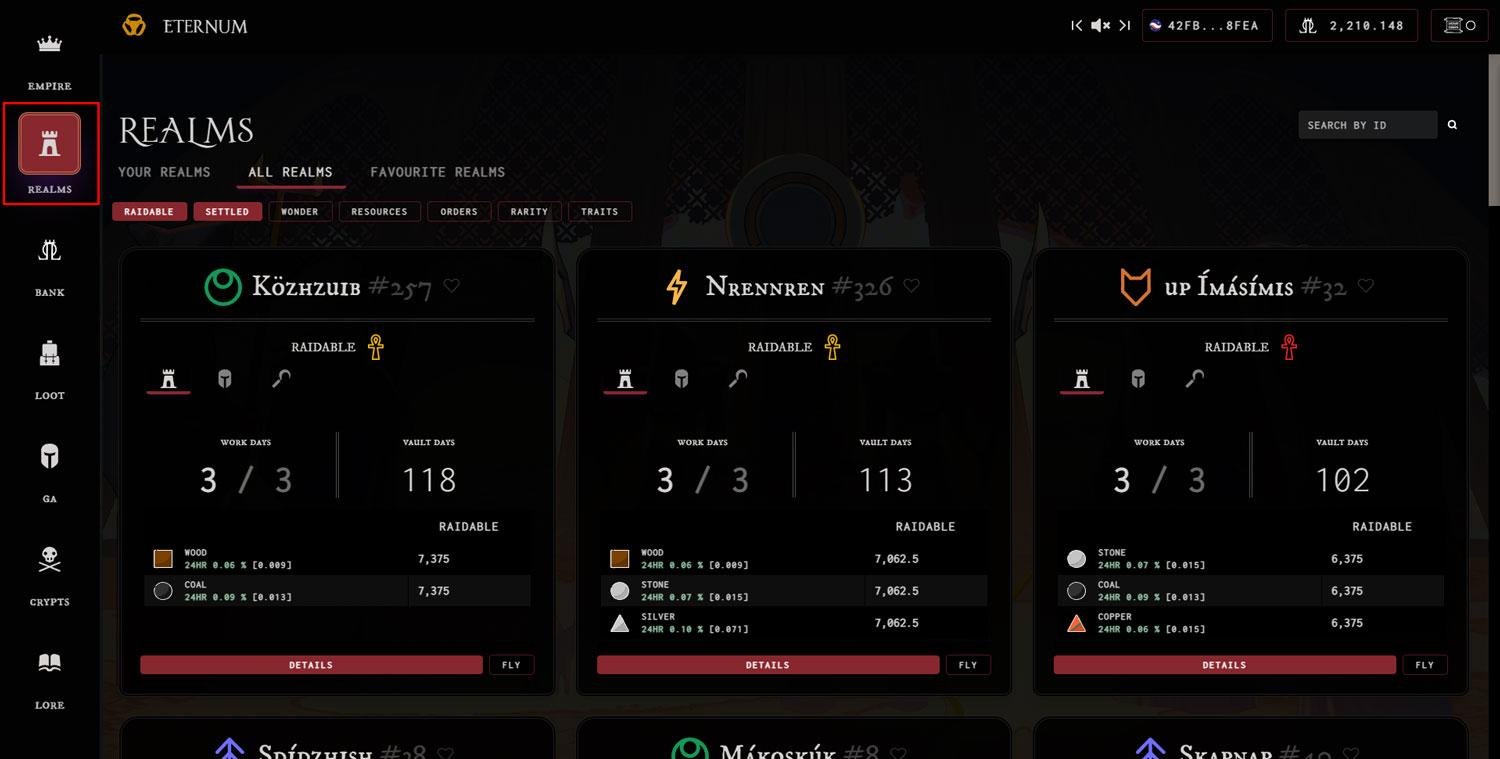 ETERNUM
42FB...8FEA
2,210.148
EMPIRE
REALMS
BANK
LOOT
GA
CRYPTS
LORE
REALMS
SEARCH BY ID
YOUR REALMS ALL REALMS FAVOURITE REALMS
RAIDABLE SETTLED WONDER RESOURCES ORDERS RARITY TRAITS
Közhzuib #257
RAIDABLE
WORK DAYS VAULT DAYS
3 / 3 118
RAIDABLE
WOOD
24HR 0.06 % [0.009] 7,375
COAL
24HR 0.09 % [0.013] 7,375
DETAILS FLY
Nrennren #326
RAIDABLE
WORK DAYS VAULT DAYS
3 / 3 113
RAIDABLE
WOOD
24HR 0.06 % [0.009] 7,062.5
STONE
24HR 0.07 % [0.015] 7,062.5
SILVER
24HR 0.10 % [0.071] 7,062.5
DETAILS FLY
up Ímásímis #32
RAIDABLE
WORK DAYS VAULT DAYS
3 / 3 102
RAIDABLE
STONE
24HR 0.07 % [0.015] 6,375
COAL
24HR 0.09 % [0.013] 6,375
COPPER
24HR 0.06 % [0.015] 6,375
DETAILS FLY
Spídzhish #28
Mákoskúk #8